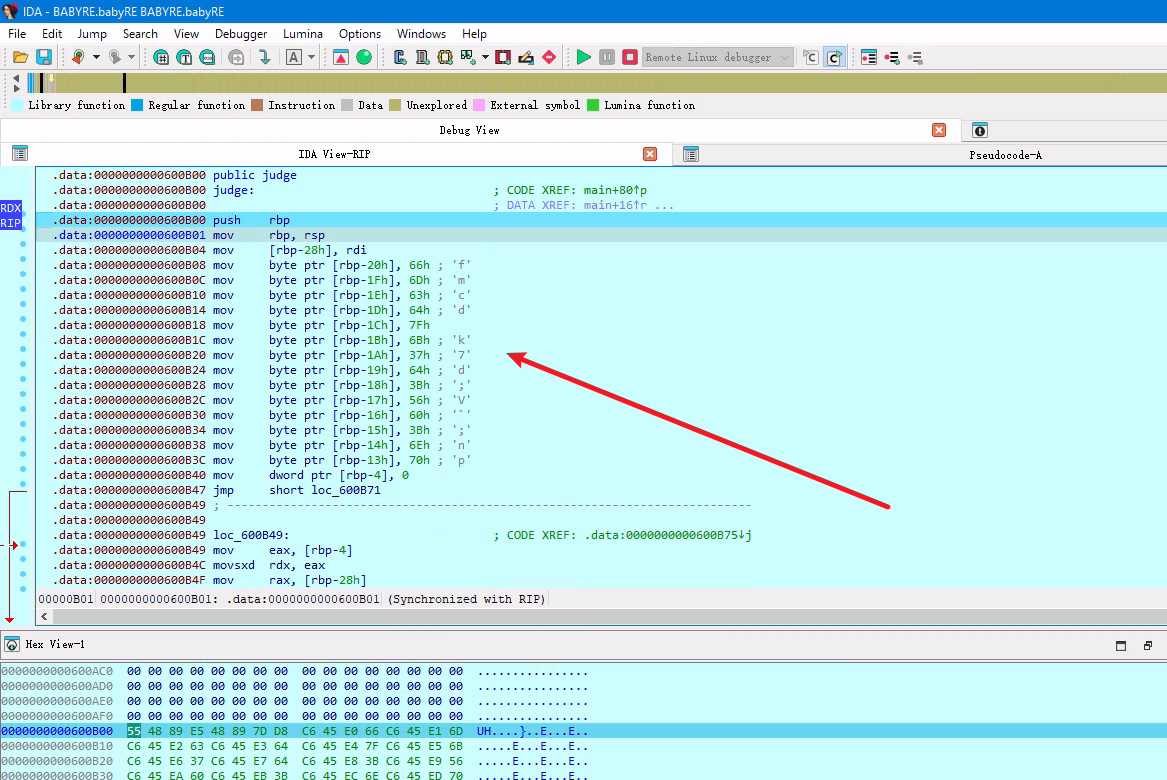 IDA - BABYRE.babyRE BABYRE.babyRE
File Edit Jump Search View Debugger Lumina Options Windows Help
Remote Linux debugger
Library function Regular function Instruction Data Unexplored External symbol Lumina function
Debug View
IDA View-RIP Pseudocode-A
RDX
RIP
.data:0000000000600B00 public judge
.data:0000000000600B00 judge: ; CODE XREF: main+80↑p
.data:0000000000600B00 ; DATA XREF: main+16↑r ...
.data:0000000000600B00 push rbp
.data:0000000000600B01 mov rbp, rsp
.data:0000000000600B04 mov [rbp-28h], rdi
.data:0000000000600B08 mov byte ptr [rbp-20h], 66h ; 'f'
.data:0000000000600B0C mov byte ptr [rbp-1Fh], 6Dh ; 'm'
.data:0000000000600B10 mov byte ptr [rbp-1Eh], 63h ; 'c'
.data:0000000000600B14 mov byte ptr [rbp-1Dh], 64h ; 'd'
.data:0000000000600B18 mov byte ptr [rbp-1Ch], 7Fh
.data:0000000000600B1C mov byte ptr [rbp-1Bh], 6Bh ; 'k'
.data:0000000000600B20 mov byte ptr [rbp-1Ah], 37h ; '7'
.data:0000000000600B24 mov byte ptr [rbp-19h], 64h ; 'd'
.data:0000000000600B28 mov byte ptr [rbp-18h], 3Bh ; ';'
.data:0000000000600B2C mov byte ptr [rbp-17h], 56h ; 'V'
.data:0000000000600B30 mov byte ptr [rbp-16h], 60h ; '`'
.data:0000000000600B34 mov byte ptr [rbp-15h], 3Bh ; ';'
.data:0000000000600B38 mov byte ptr [rbp-14h], 6Eh ; 'n'
.data:0000000000600B3C mov byte ptr [rbp-13h], 70h ; 'p'
.data:0000000000600B40 mov dword ptr [rbp-4], 0
.data:0000000000600B47 jmp short loc_600B71
.data:0000000000600B49 ; ---------------------------------------------------------------------------
.data:0000000000600B49
.data:0000000000600B49 loc_600B49: ; CODE XREF: .data:0000000000600B75↓j
.data:0000000000600B49 mov eax, [rbp-4]
.data:0000000000600B4C movsxd rdx, eax
.data:0000000000600B4F mov rax, [rbp-28h]
00000B01 0000000000600B01: .data:0000000000600B01 (Synchronized with RIP)
Hex View-1
0000000000600AC0 00 00 00 00 00 00 00 00 00 00 00 00 00 00 00 00 ................
0000000000600AD0 00 00 00 00 00 00 00 00 00 00 00 00 00 00 00 00 ................
0000000000600AE0 00 00 00 00 00 00 00 00 00 00 00 00 00 00 00 00 ................
0000000000600AF0 00 00 00 00 00 00 00 00 00 00 00 00 00 00 00 00 ................
0000000000600B00 55 48 89 E5 48 89 7D D8 C6 45 E0 66 C6 45 E1 6D UH....}..E...E..
0000000000600B10 C6 45 E2 63 C6 45 E3 64 C6 45 E4 7F C6 45 E5 6B .....E...E...E..
0000000000600B20 C6 45 E6 37 C6 45 E7 64 C6 45 E8 3B C6 45 E9 56 .....E...E...E..
0000000000600B30 C6 45 EA 60 C6 45 EB 3B C6 45 EC 6E C6 45 ED 70 .....E...E...E..